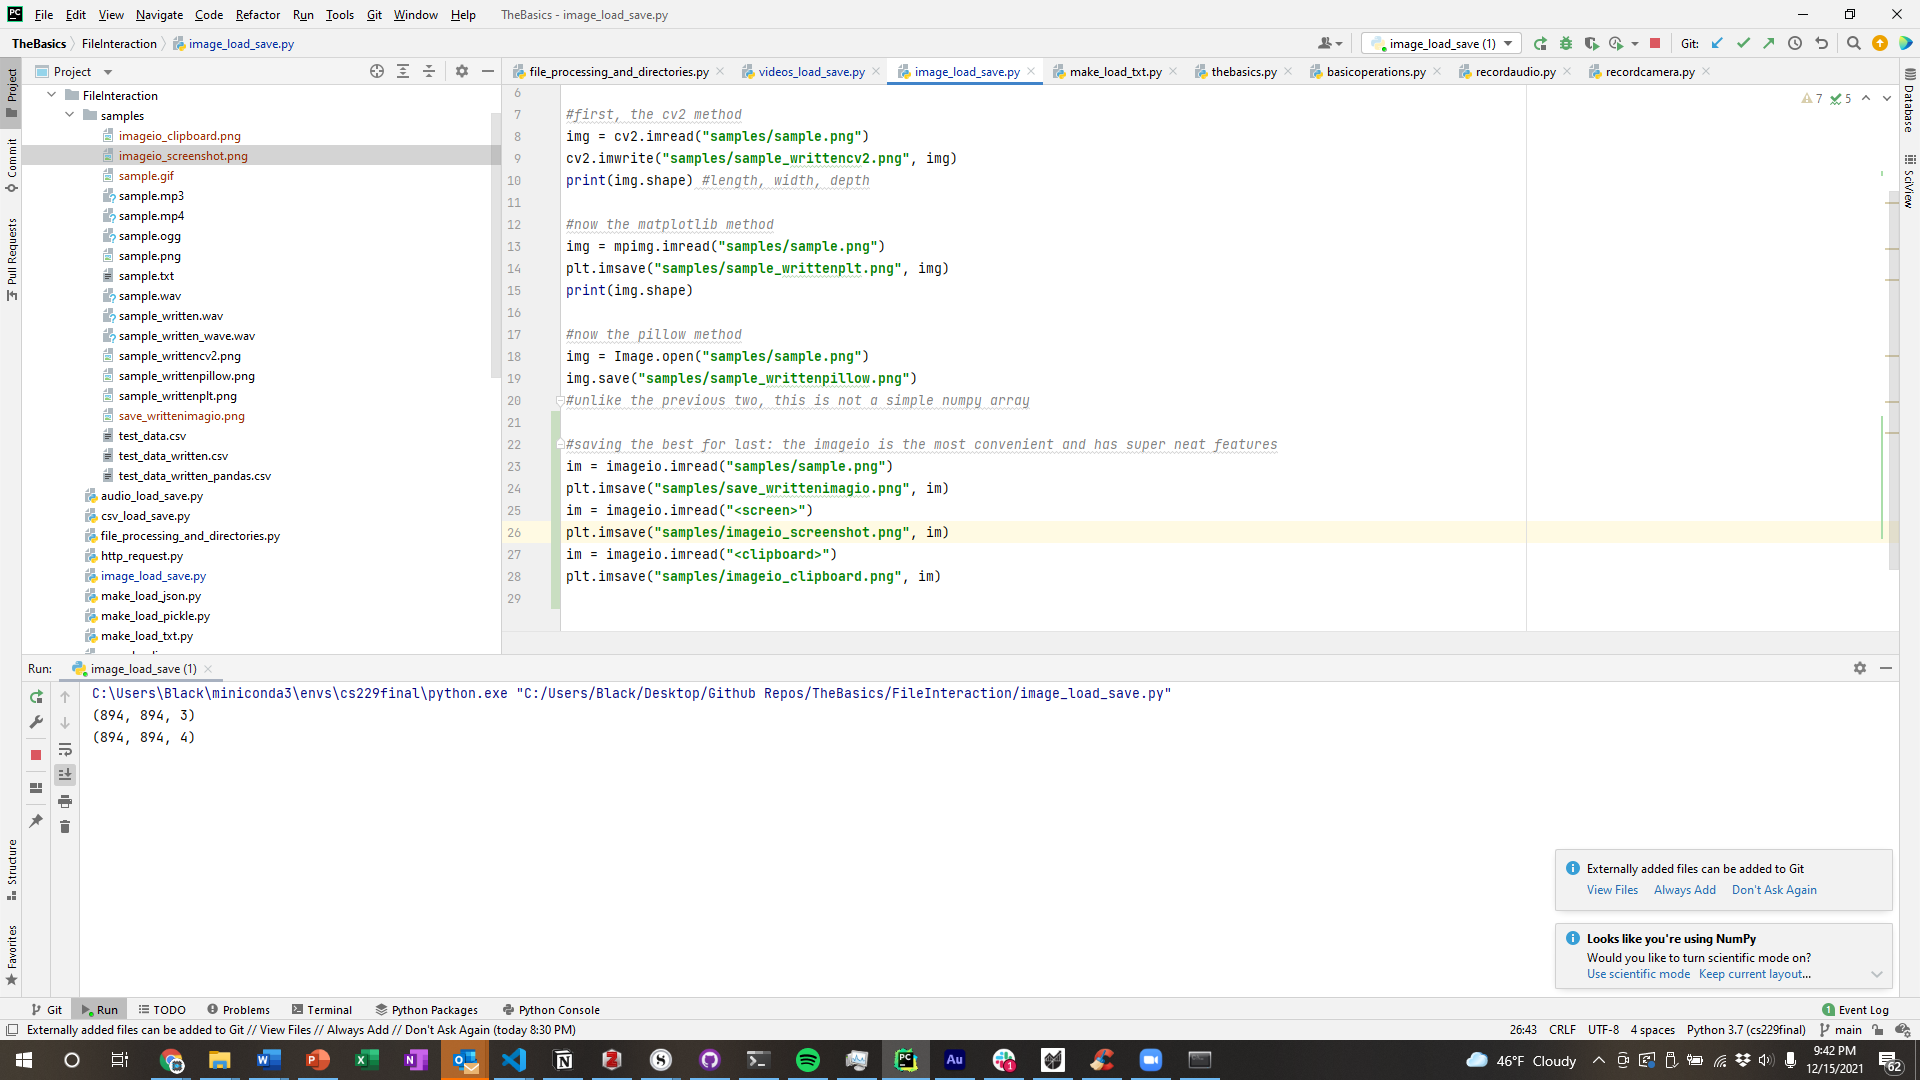 File Edit View Navigate Code Refactor Run Tools Git Window Help TheBasics - image_load_save.py
TheBasics FileInteraction image_load_save.py image_load_save (1) Git:
Project
file_processing_and_directories.py videos_load_save.py image_load_save.py make_load_txt.py thebasics.py basicoperations.py recordaudio.py recordcamera.py
Project
Commit
Pull Requests
Structure
Favorites
Database
SciView
FileInteraction
samples
imageio_clipboard.png
imageio_screenshot.png
sample.gif
sample.mp3
sample.mp4
sample.ogg
sample.png
sample.txt
sample.wav
sample_written.wav
sample_written_wave.wav
sample_writtencv2.png
sample_writtenpillow.png
sample_writtenplt.png
save_writtenimagio.png
test_data.csv
test_data_written.csv
test_data_written_pandas.csv
audio_load_save.py
csv_load_save.py
file_processing_and_directories.py
http_request.py
image_load_save.py
make_load_json.py
make_load_pickle.py
make_load_txt.py
7 5
6
7 #first, the cv2 method
8 img = cv2.imread("samples/sample.png")
9 cv2.imwrite("samples/sample_writtencv2.png", img)
10 print(img.shape) #length, width, depth
11
12 #now the matplotlib method
13 img = mpimg.imread("samples/sample.png")
14 plt.imsave("samples/sample_writtenplt.png", img)
15 print(img.shape)
16
17 #now the pillow method
18 img = Image.open("samples/sample.png")
19 img.save("samples/sample_writtenpillow.png")
20 #unlike the previous two, this is not a simple numpy array
21
22 #saving the best for last: the imageio is the most convenient and has super neat features
23 im = imageio.imread("samples/sample.png")
24 plt.imsave("samples/save_writtenimagio.png", im)
25 im = imageio.imread("<screen>")
26 plt.imsave("samples/imageio_screenshot.png", im)
27 im = imageio.imread("<clipboard>")
28 plt.imsave("samples/imageio_clipboard.png", im)
29
Run: image_load_save (1)
C:\Users\Black\miniconda3\envs\cs229final\python.exe "C:/Users/Black/Desktop/Github Repos/TheBasics/FileInteraction/image_load_save.py"
(894, 894, 3)
(894, 894, 4)
Externally added files can be added to Git
View Files Always Add Don't Ask Again
Looks like you're using NumPy
Would you like to turn scientific mode on?
Use scientific mode Keep current layout...
Git Run TODO Problems Terminal Python Packages Python Console 1 Event Log
Externally added files can be added to Git // View Files // Always Add // Don't Ask Again (today 8:30 PM) 26:43 CRLF UTF-8 4 spaces Python 3.7 (cs229final) main
46°F Cloudy
9:42 PM
12/15/2021
62